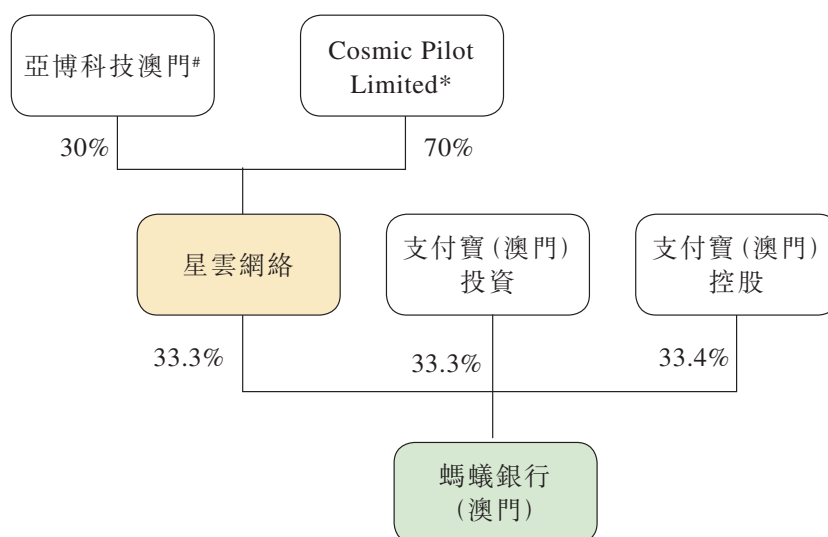 亞博科技澳門#
Cosmic Pilot
Limited*
30%
70%
星雲網絡
支付寶(澳門)
投資
支付寶(澳門)
控股
33.3%
33.3%
33.4%
螞蟻銀行
(澳門)